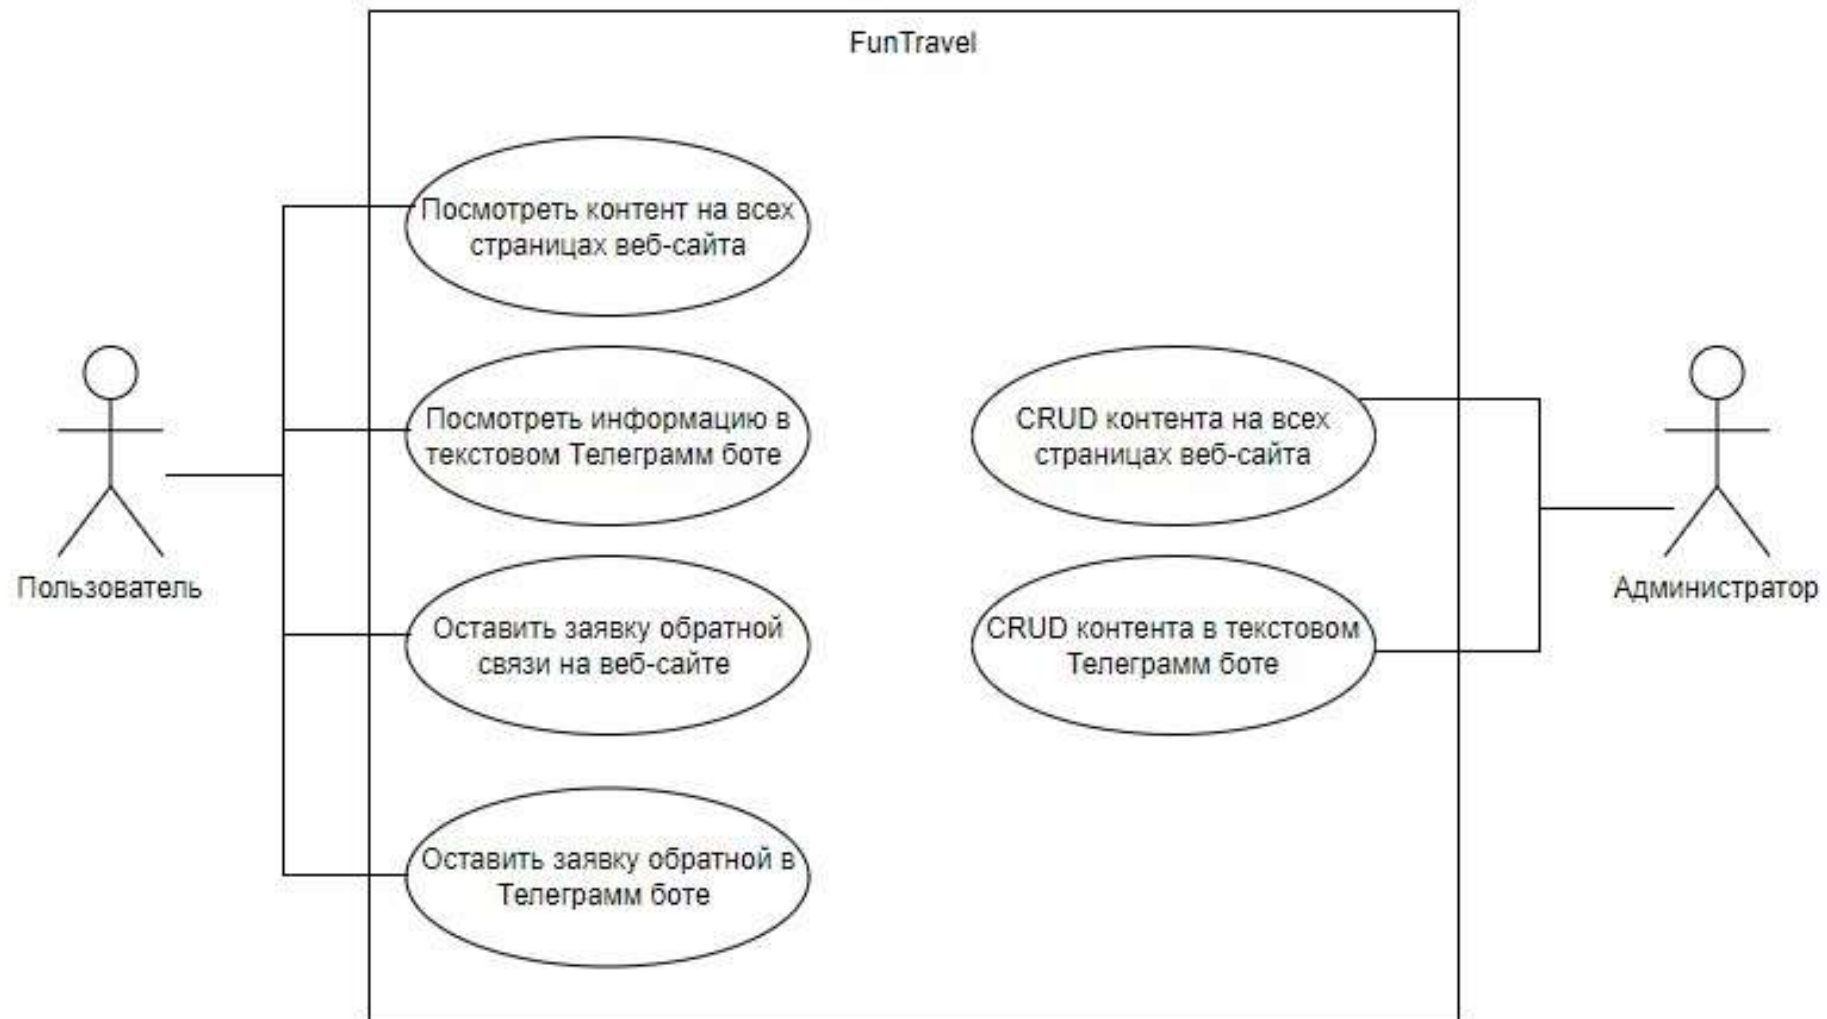 FunTravel
Посмотреть контент на всех
страницах веб-сайта
Посмотреть информацию в
текстовом Телеграмм боте
CRUD контента на всех
страницах веб-сайта
Пользователь
Администратор
Оставить заявку обратной
связи на веб-сайте
CRUD контента в текстовом
Телеграмм боте
Оставить заявку обратной в
Телеграмм боте